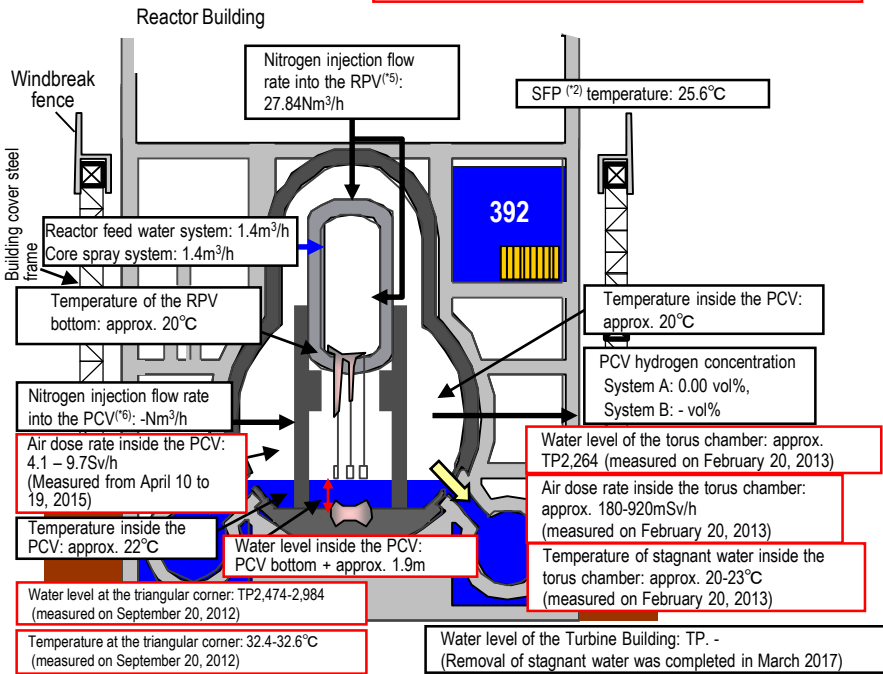 Reactor Building
Nitrogen injection flow
rate into the RPV(*5):
27.84Nm3/h
Windbreak
fence
SFP (*2) temperature: 25.6℃
392
Building cover steel
frame
Reactor feed water system: 1.4m3/h
Core spray system: 1.4m3/h
Temperature of the RPV
bottom: approx. 20℃
Temperature inside the PCV:
approx. 20℃
PCV hydrogen concentration
System A: 0.00 vol%,
System B: - vol%
Nitrogen injection flow rate
into the PCV(*6): -Nm3/h
Air dose rate inside the PCV:
4.1 – 9.7Sv/h
(Measured from April 10 to
19, 2015)
Water level of the torus chamber: approx.
TP2,264 (measured on February 20, 2013)
Air dose rate inside the torus chamber:
approx. 180-920mSv/h
(measured on February 20, 2013)
Temperature inside the
PCV: approx. 22℃
Water level inside the PCV:
PCV bottom + approx. 1.9m
Temperature of stagnant water inside the
torus chamber: approx. 20-23℃
(measured on February 20, 2013)
Water level at the triangular corner: TP2,474-2,984
(measured on September 20, 2012)
Temperature at the triangular corner: 32.4-32.6℃
(measured on September 20, 2012)
Water level of the Turbine Building: TP. -
(Removal of stagnant water was completed in March 2017)